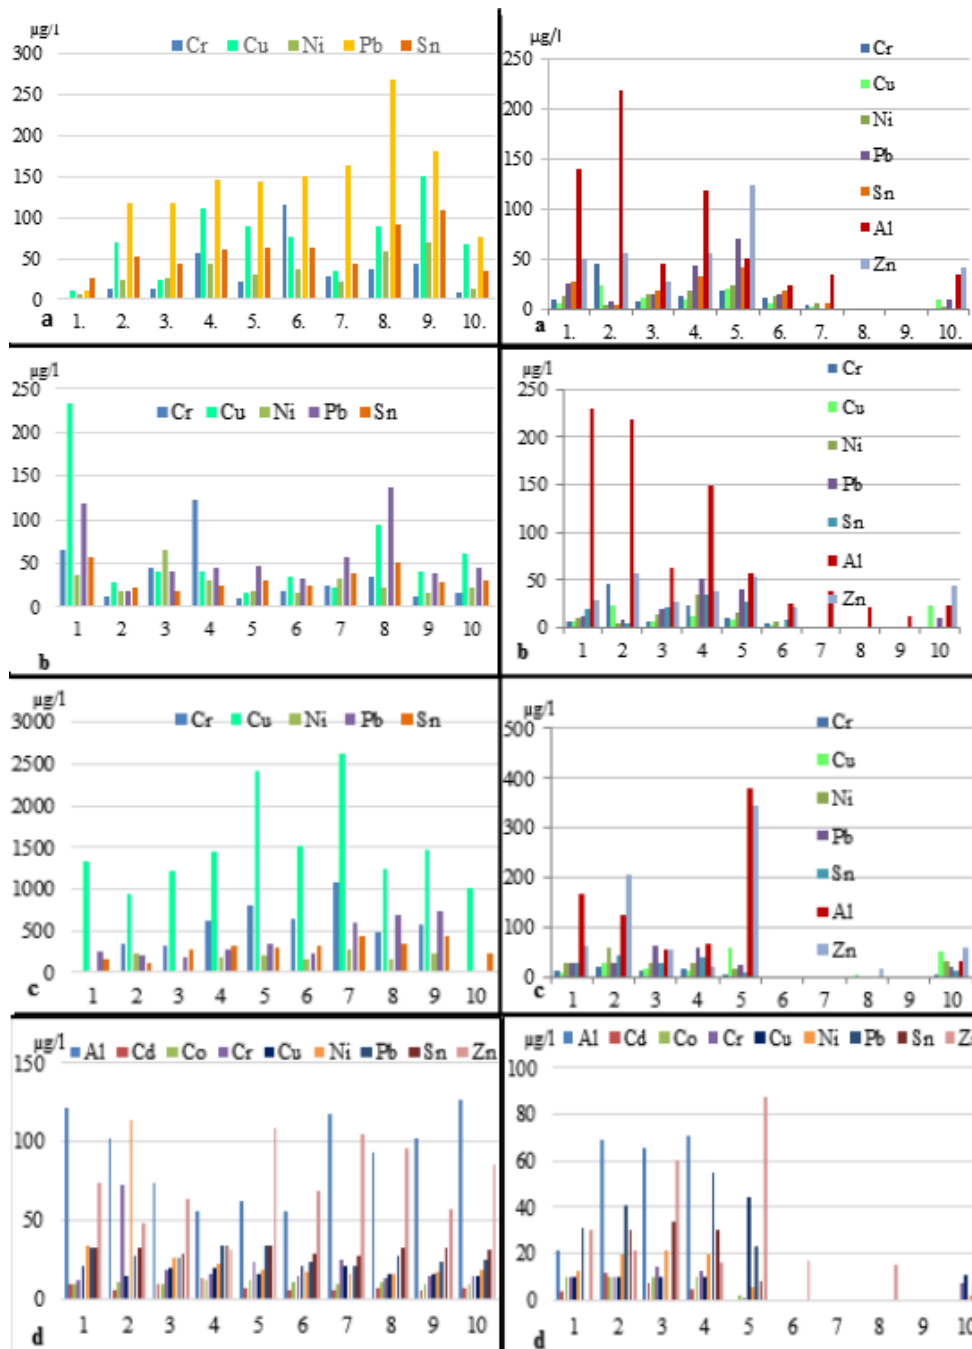 µg/l
Cr Cu Ni Pb Sn
300
250
200
150
100
50
0
1. 2. 3. 4. 5. 6. 7. 8. 9. 10.
a
µg/l
250
200
150
100
50
0
Cr
Cu
Ni
Pb
Sn
Al
Zn
1. 2. 3. 4. 5. 6. 7. 8. 9. 10.
a
µg/l
250
200
150
100
50
0
Cr Cu Ni Pb Sn
1 2 3 4 5 6 7 8 9 10
b
µg/l
250
200
150
100
50
0
Cr
Cu
Ni
Pb
Sn
Al
Zn
1 2 3 4 5 6 7 8 9 10
b
µg/l
3000
2500
2000
1500
1000
500
0
Cr Cu Ni Pb Sn
1 2 3 4 5 6 7 8 9 10
c
µg/l
500
400
300
200
100
0
Cr
Cu
Ni
Pb
Sn
Al
Zn
1 2 3 4 5 6 7 8 9 10
c
µg/l
Al Cd Co Cr Cu Ni Pb Sn Zn
150
100
50
0
1 2 3 4 5 6 7 8 9 10
d
µg/l
Al Cd Co Cr Cu Ni Pb Sn Z
100
80
60
40
20
0
1 2 3 4 5 6 7 8 9 10
d